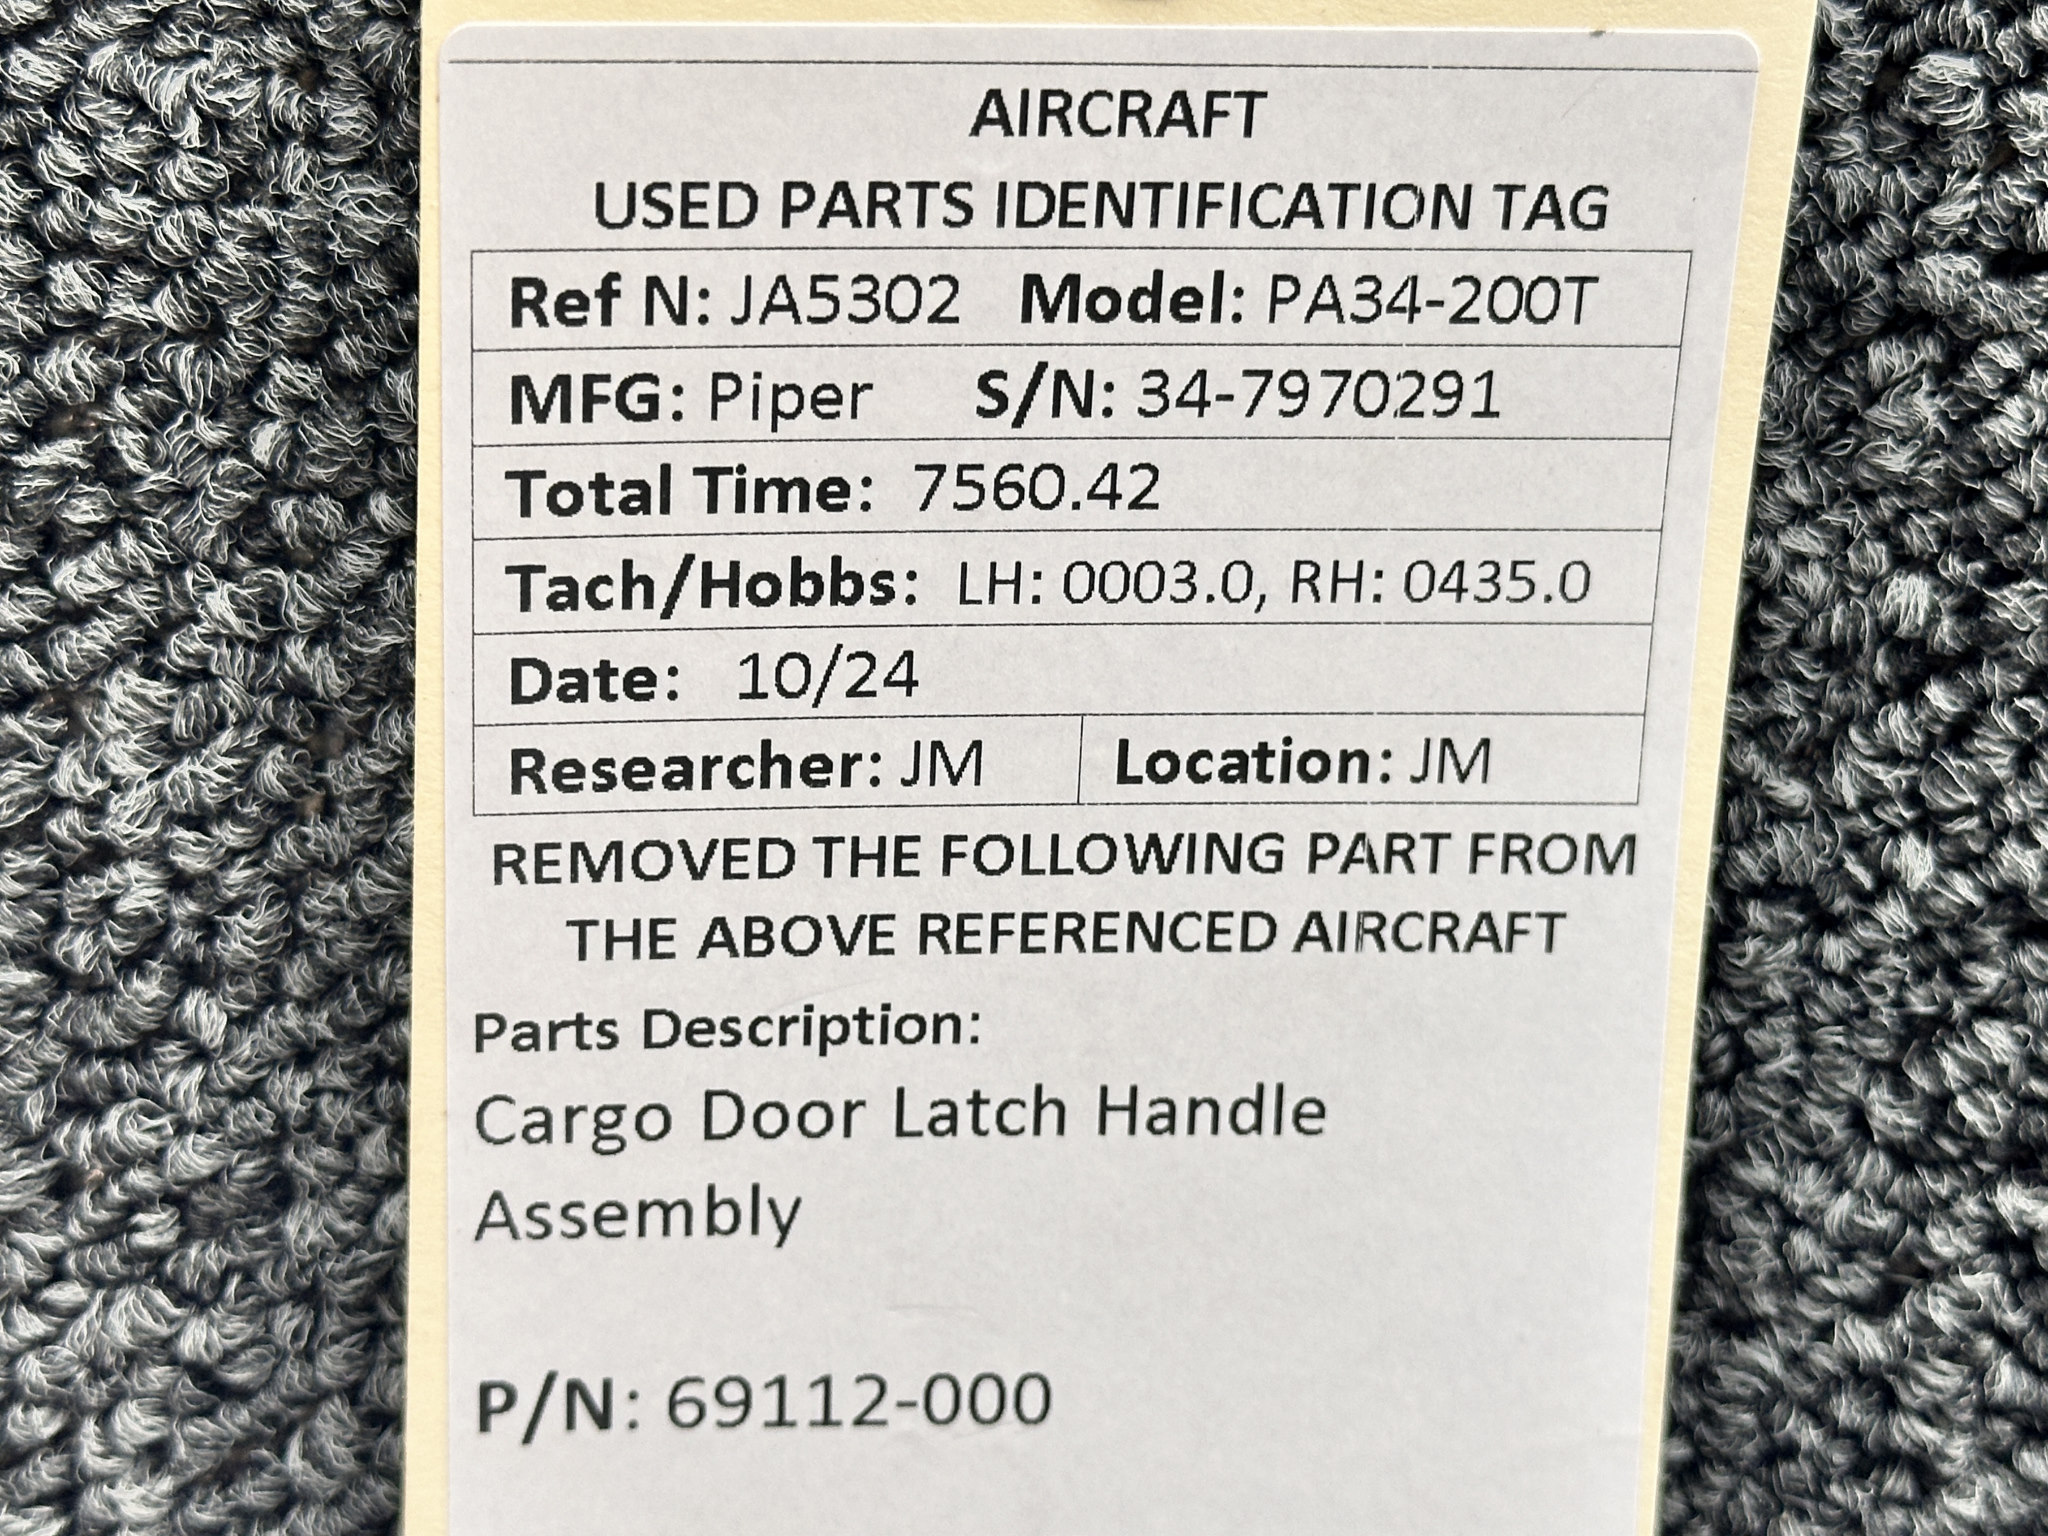 AIRCRAFT
USED PARTS IDENTIFICATION TAG
Ref N: JA5302 Model: PA34-200T
MFG: Piper S/N: 34-7970291
Total Time: 7560.42
Tach/Hobbs: LH: 0003.0, RH: 0435.0
Date: 10/24
Researcher: JM Location: JM
REMOVED THE FOLLOWING PART FROM
THE ABOVE REFERENCED AIRCRAFT
Parts Description:
Cargo Door Latch Handle
Assembly
P/N: 69112-000